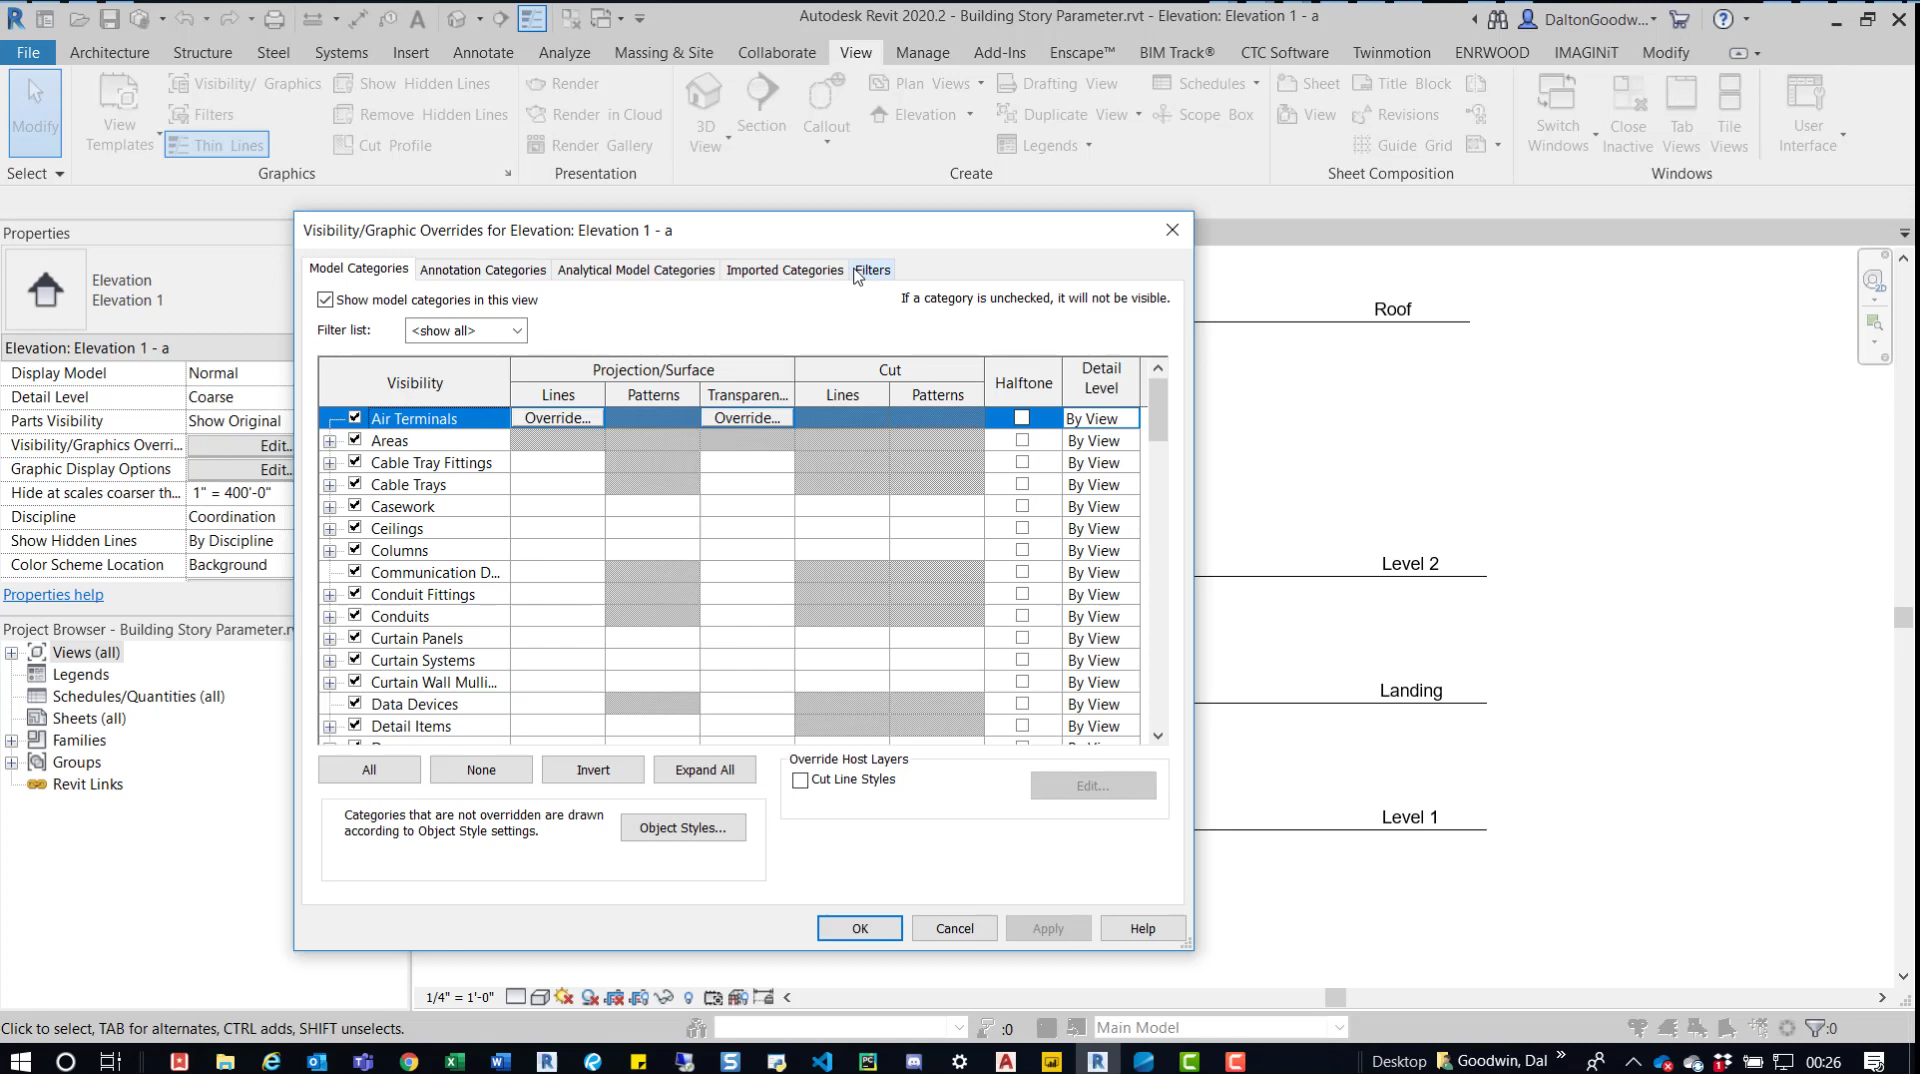 Autodesk Revit 2020.2 - Building Story Parameter.rvt - Elevation: Elevation 1 - a
DaltonGoodw...
File Architecture Structure Steel Systems Insert Annotate Analyze Massing & Site Collaborate View Manage Add-Ins Enscape™ BIM Track® CTC Software Twinmotion ENRWOOD IMAGINiT Modify
Modify
View Templates
Visibility/ Graphics
Filters
Thin Lines
Show Hidden Lines
Remove Hidden Lines
Cut Profile
Render
Render in Cloud
Render Gallery
3D View
Section
Callout
Plan Views
Elevation
Drafting View
Duplicate View
Legends
Schedules
Scope Box
Sheet
View
Title Block
Revisions
Guide Grid
Switch Windows
Close Inactive
Tab Views
Tile Views
User Interface
Select Graphics Presentation Create Sheet Composition Windows
Properties
Elevation
Elevation 1
Elevation: Elevation 1 - a
Display Model Normal
Detail Level Coarse
Parts Visibility Show Original
Visibility/Graphics Overri... Edit..
Graphic Display Options Edit..
Hide at scales coarser th... 1" = 400'-0"
Discipline Coordination
Show Hidden Lines By Discipline
Color Scheme Location Background
Properties help
Project Browser - Building Story Parameter.rv
Views (all)
Legends
Schedules/Quantities (all)
Sheets (all)
Families
Groups
Revit Links
Visibility/Graphic Overrides for Elevation: Elevation 1 - a
Model Categories Annotation Categories Analytical Model Categories Imported Categories Filters
Show model categories in this view
If a category is unchecked, it will not be visible.
Filter list: <show all>
Visibility Projection/Surface Cut Halftone Detail Level
Lines Patterns Transparen... Lines Patterns
Air Terminals Override... Override... By View
Areas By View
Cable Tray Fittings By View
Cable Trays By View
Casework By View
Ceilings By View
Columns By View
Communication D... By View
Conduit Fittings By View
Conduits By View
Curtain Panels By View
Curtain Systems By View
Curtain Wall Mulli... By View
Data Devices By View
Detail Items By View
All None Invert Expand All
Override Host Layers
Cut Line Styles
Edit...
Categories that are not overridden are drawn
according to Object Style settings.
Object Styles...
OK Cancel Apply Help
Roof
Level 2
Landing
Level 1
1/4" = 1'-0"
Click to select, TAB for alternates, CTRL adds, SHIFT unselects.
:0
Main Model
:0
Desktop
Goodwin, Dal
00:26